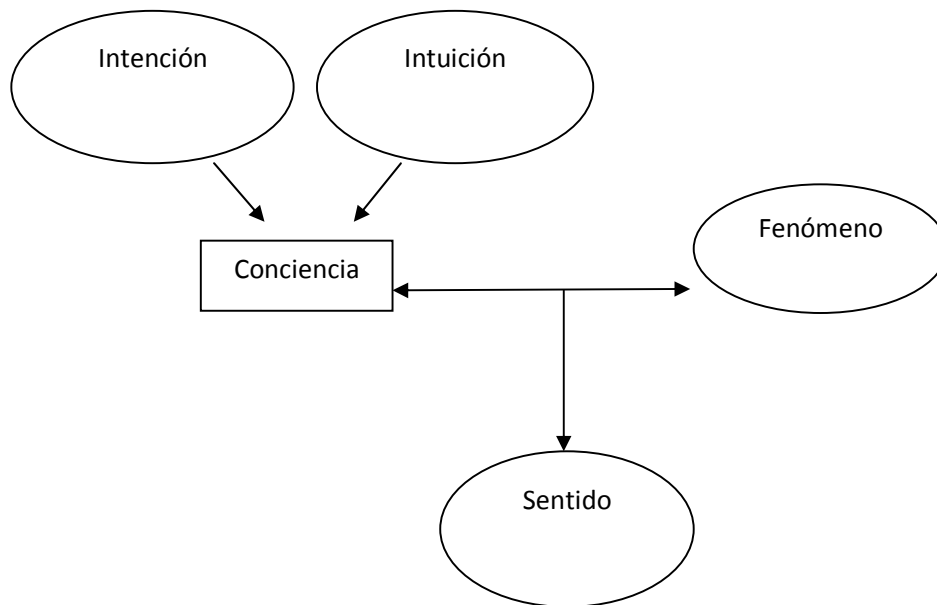 Intención
Intuición
Fenómeno
Conciencia
Sentido